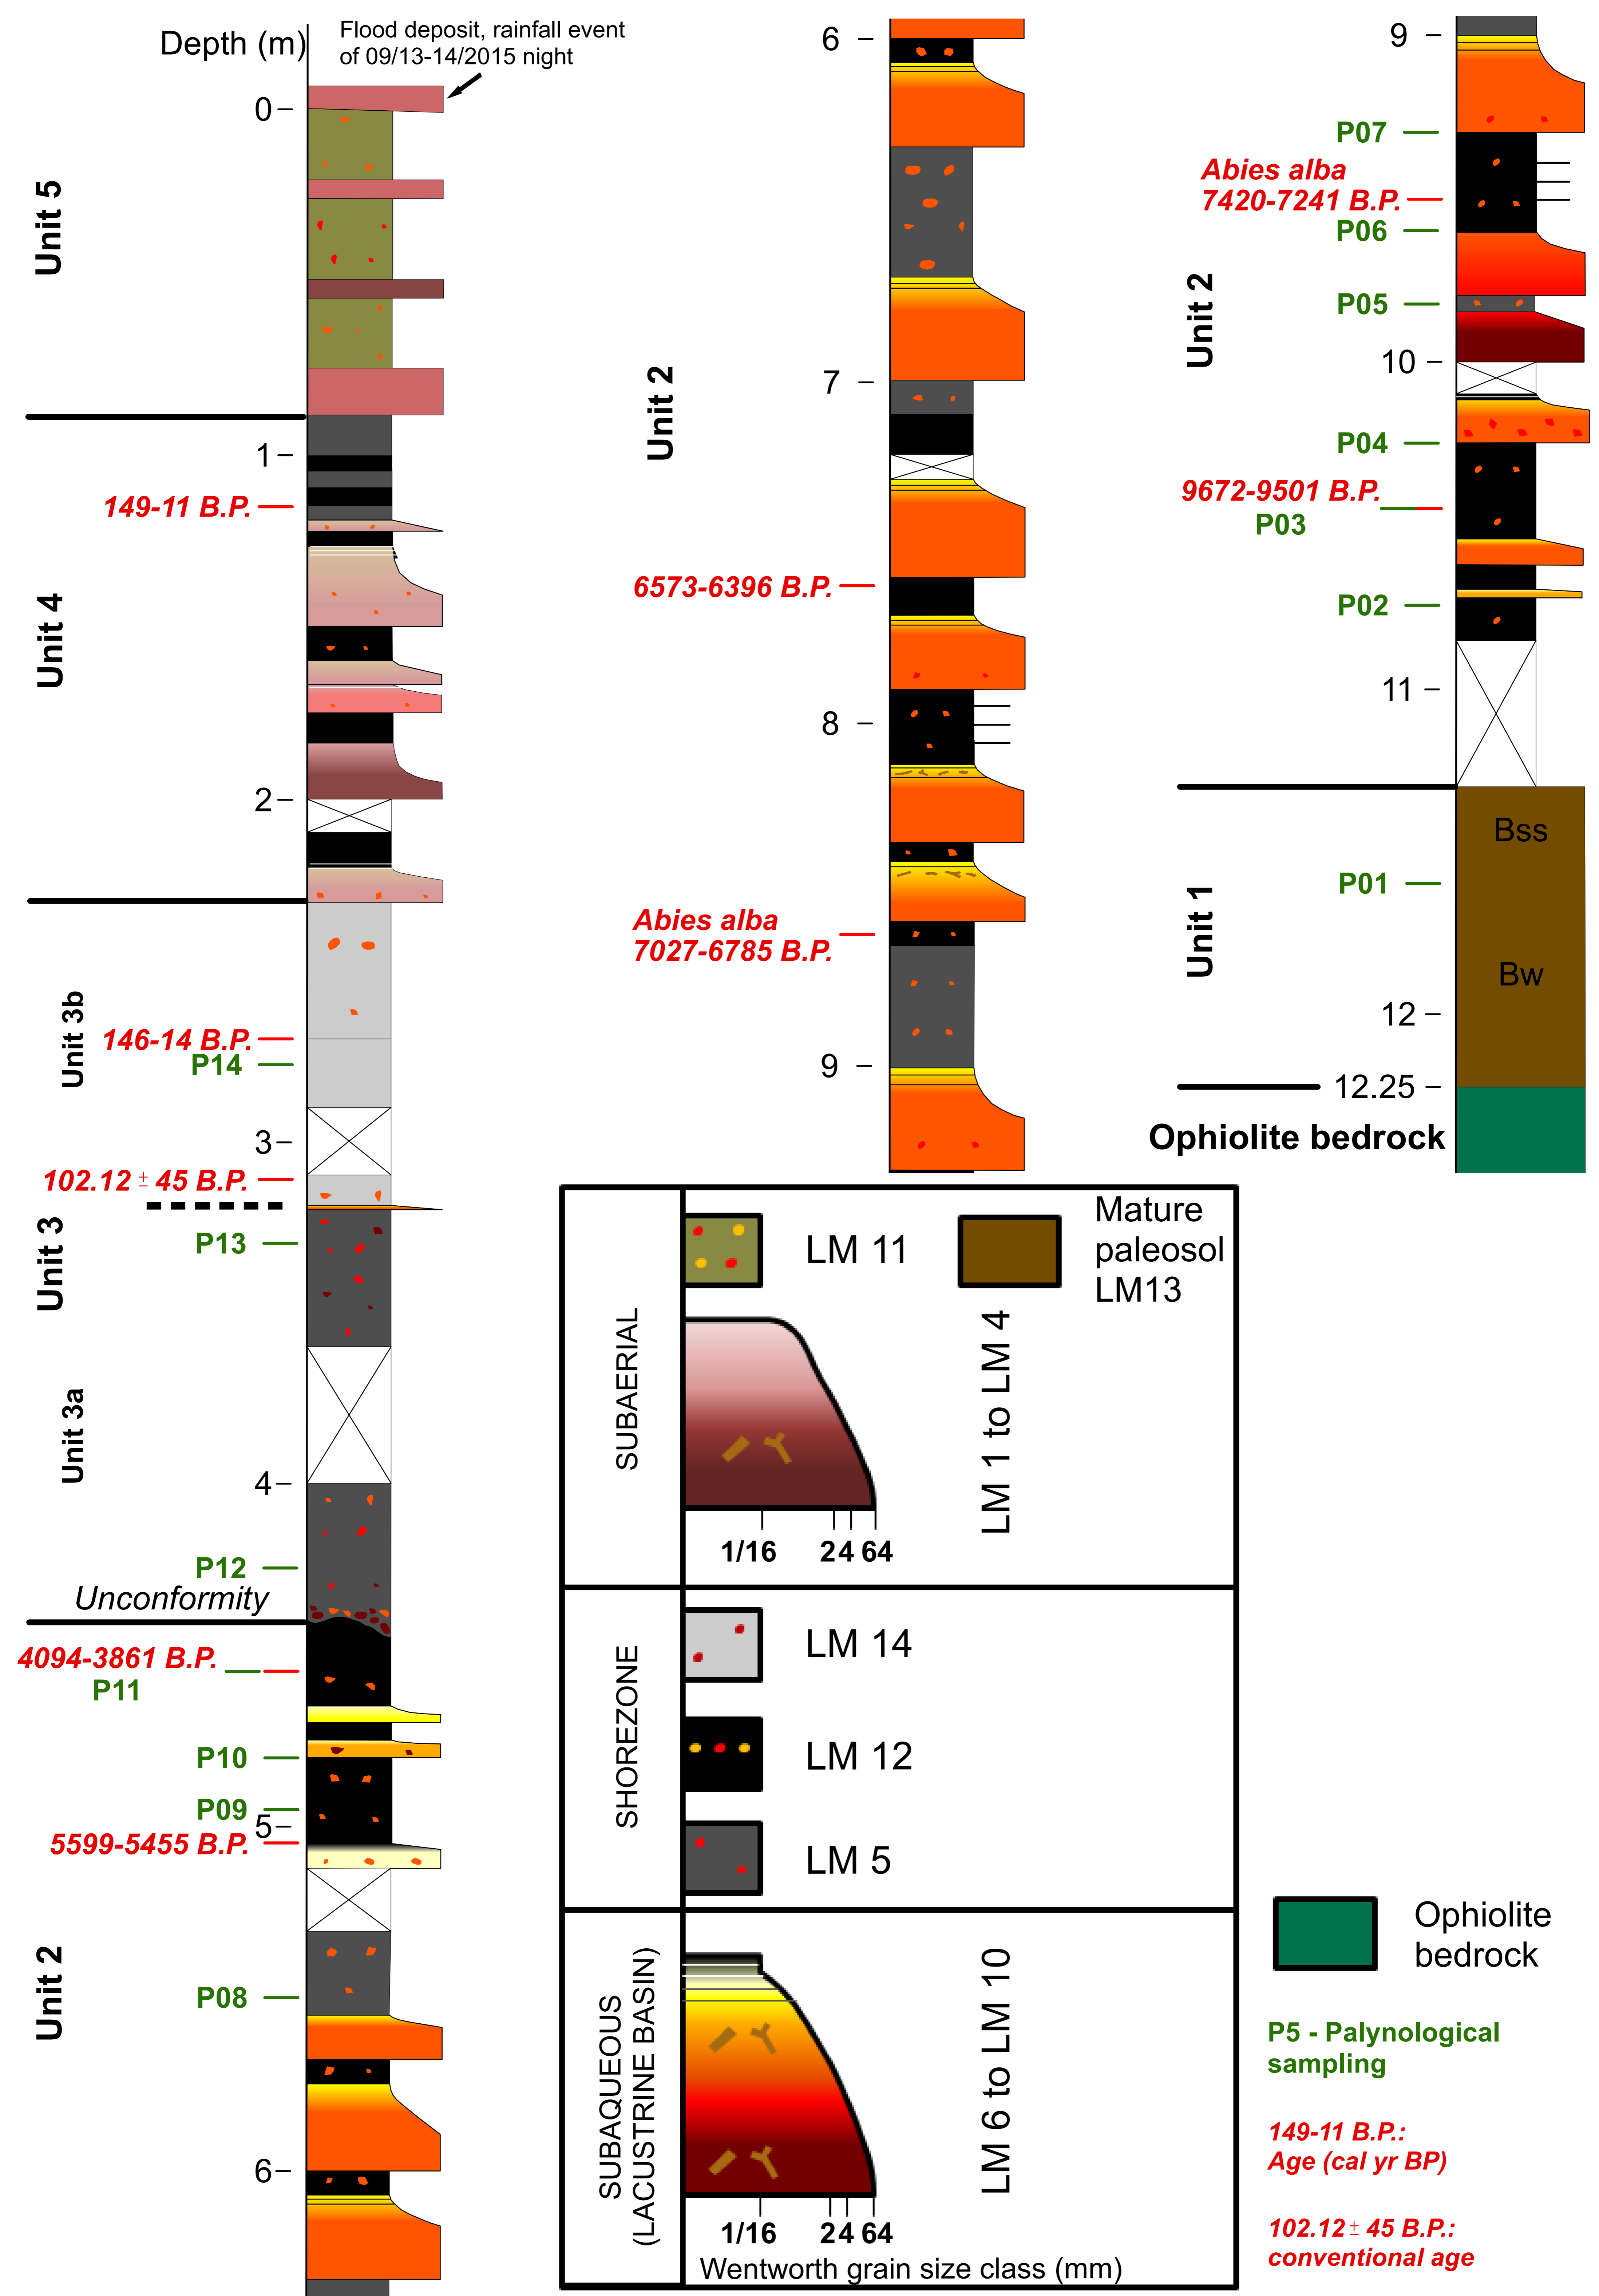 Depth (m)
Flood deposit, rainfall event
of 09/13-14/2015 night
0
Unit 5
1
149-11 B.P.
Unit 4
2
Unit 3b
146-14 B.P.
P14
3
102.12 ± 45 B.P.
Unit 3
P13
Unit 3a
4
P12
Unconformity
4094-3861 B.P.
P11
P10
P09
5
5599-5455 B.P.
Unit 2
P08
6
6
Unit 2
7
6573-6396 B.P.
8
Abies alba
7027-6785 B.P.
9
9
P07
Abies alba
7420-7241 B.P.
P06
Unit 2
P05
10
P04
9672-9501 B.P.
P03
P02
11
Bss
P01
Unit 1
Bw
12
12.25
Ophiolite bedrock
SUBAERIAL
LM 11
Mature
paleosol
LM13
LM 1 to LM 4
1/16 2 4 64
SHOREZONE
LM 14
LM 12
LM 5
SUBAQUEOUS
(LACUSTRINE BASIN)
LM 6 to LM 10
1/16 2 4 64
Wentworth grain size class (mm)
Ophiolite
bedrock
P5 - Palynological
sampling
149-11 B.P.:
Age (cal yr BP)
102.12 ± 45 B.P.:
conventional age